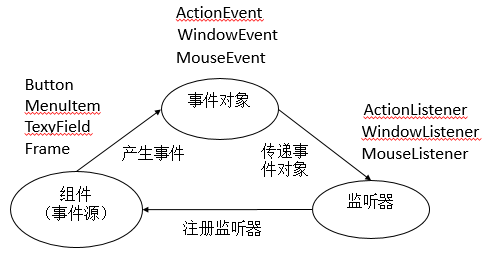 ActionEvent
WindowEvent
MouseEvent
事件对象
Button
MenuItem
TexyField
Frame
产生事件
传递事
件对象
ActionListener
WindowListener
MouseListener
组件
（事件源）
注册监听器
监听器